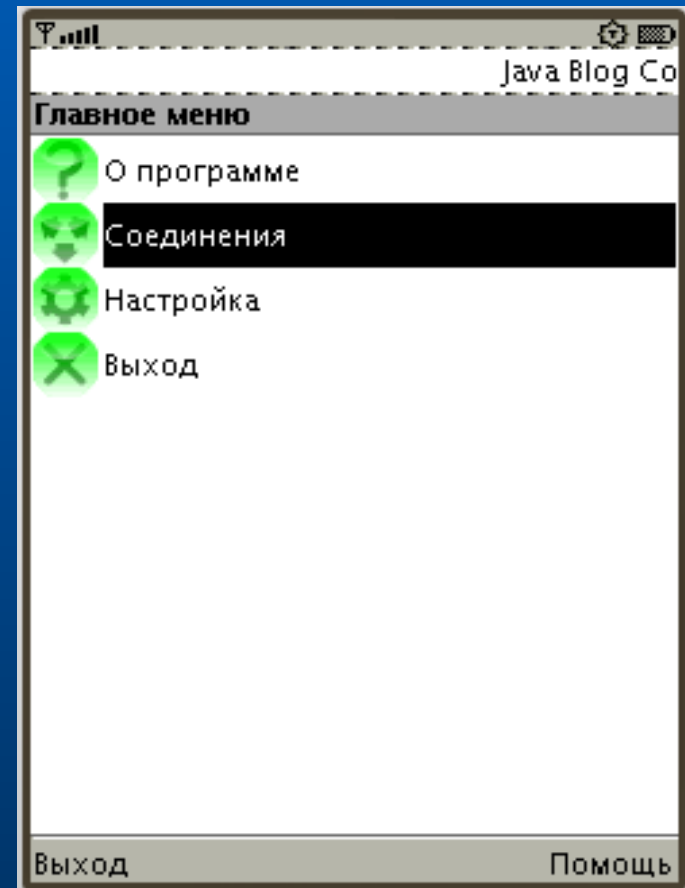 Java Blog Co
Главное меню
О программе
Соединения
Настройка
Выход
Выход Помощь